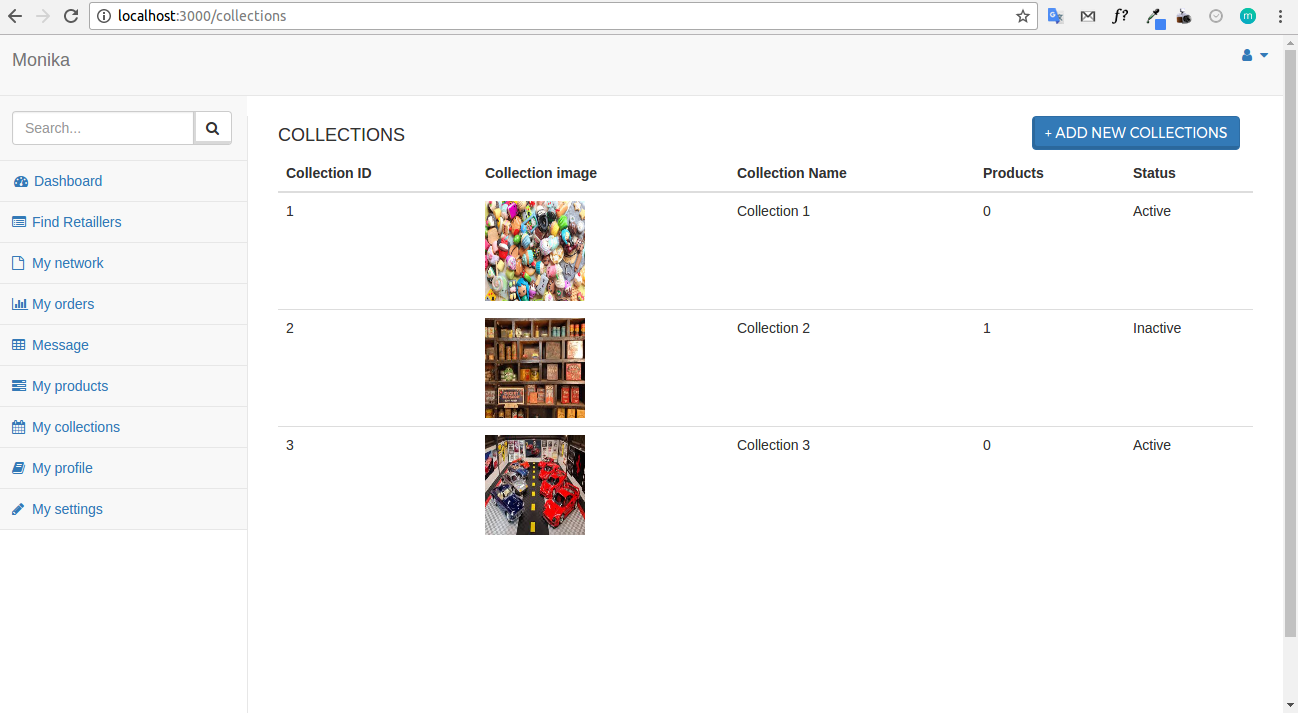 localhost:3000/collections
f?
m
Monika
Search...
Dashboard
Find Retaillers
My network
My orders
Message
My products
My collections
My profile
My settings
COLLECTIONS
+ ADD NEW COLLECTIONS
Collection ID Collection image Collection Name Products Status
1 Collection 1 0 Active
2 Collection 2 1 Inactive
3 Collection 3 0 Active